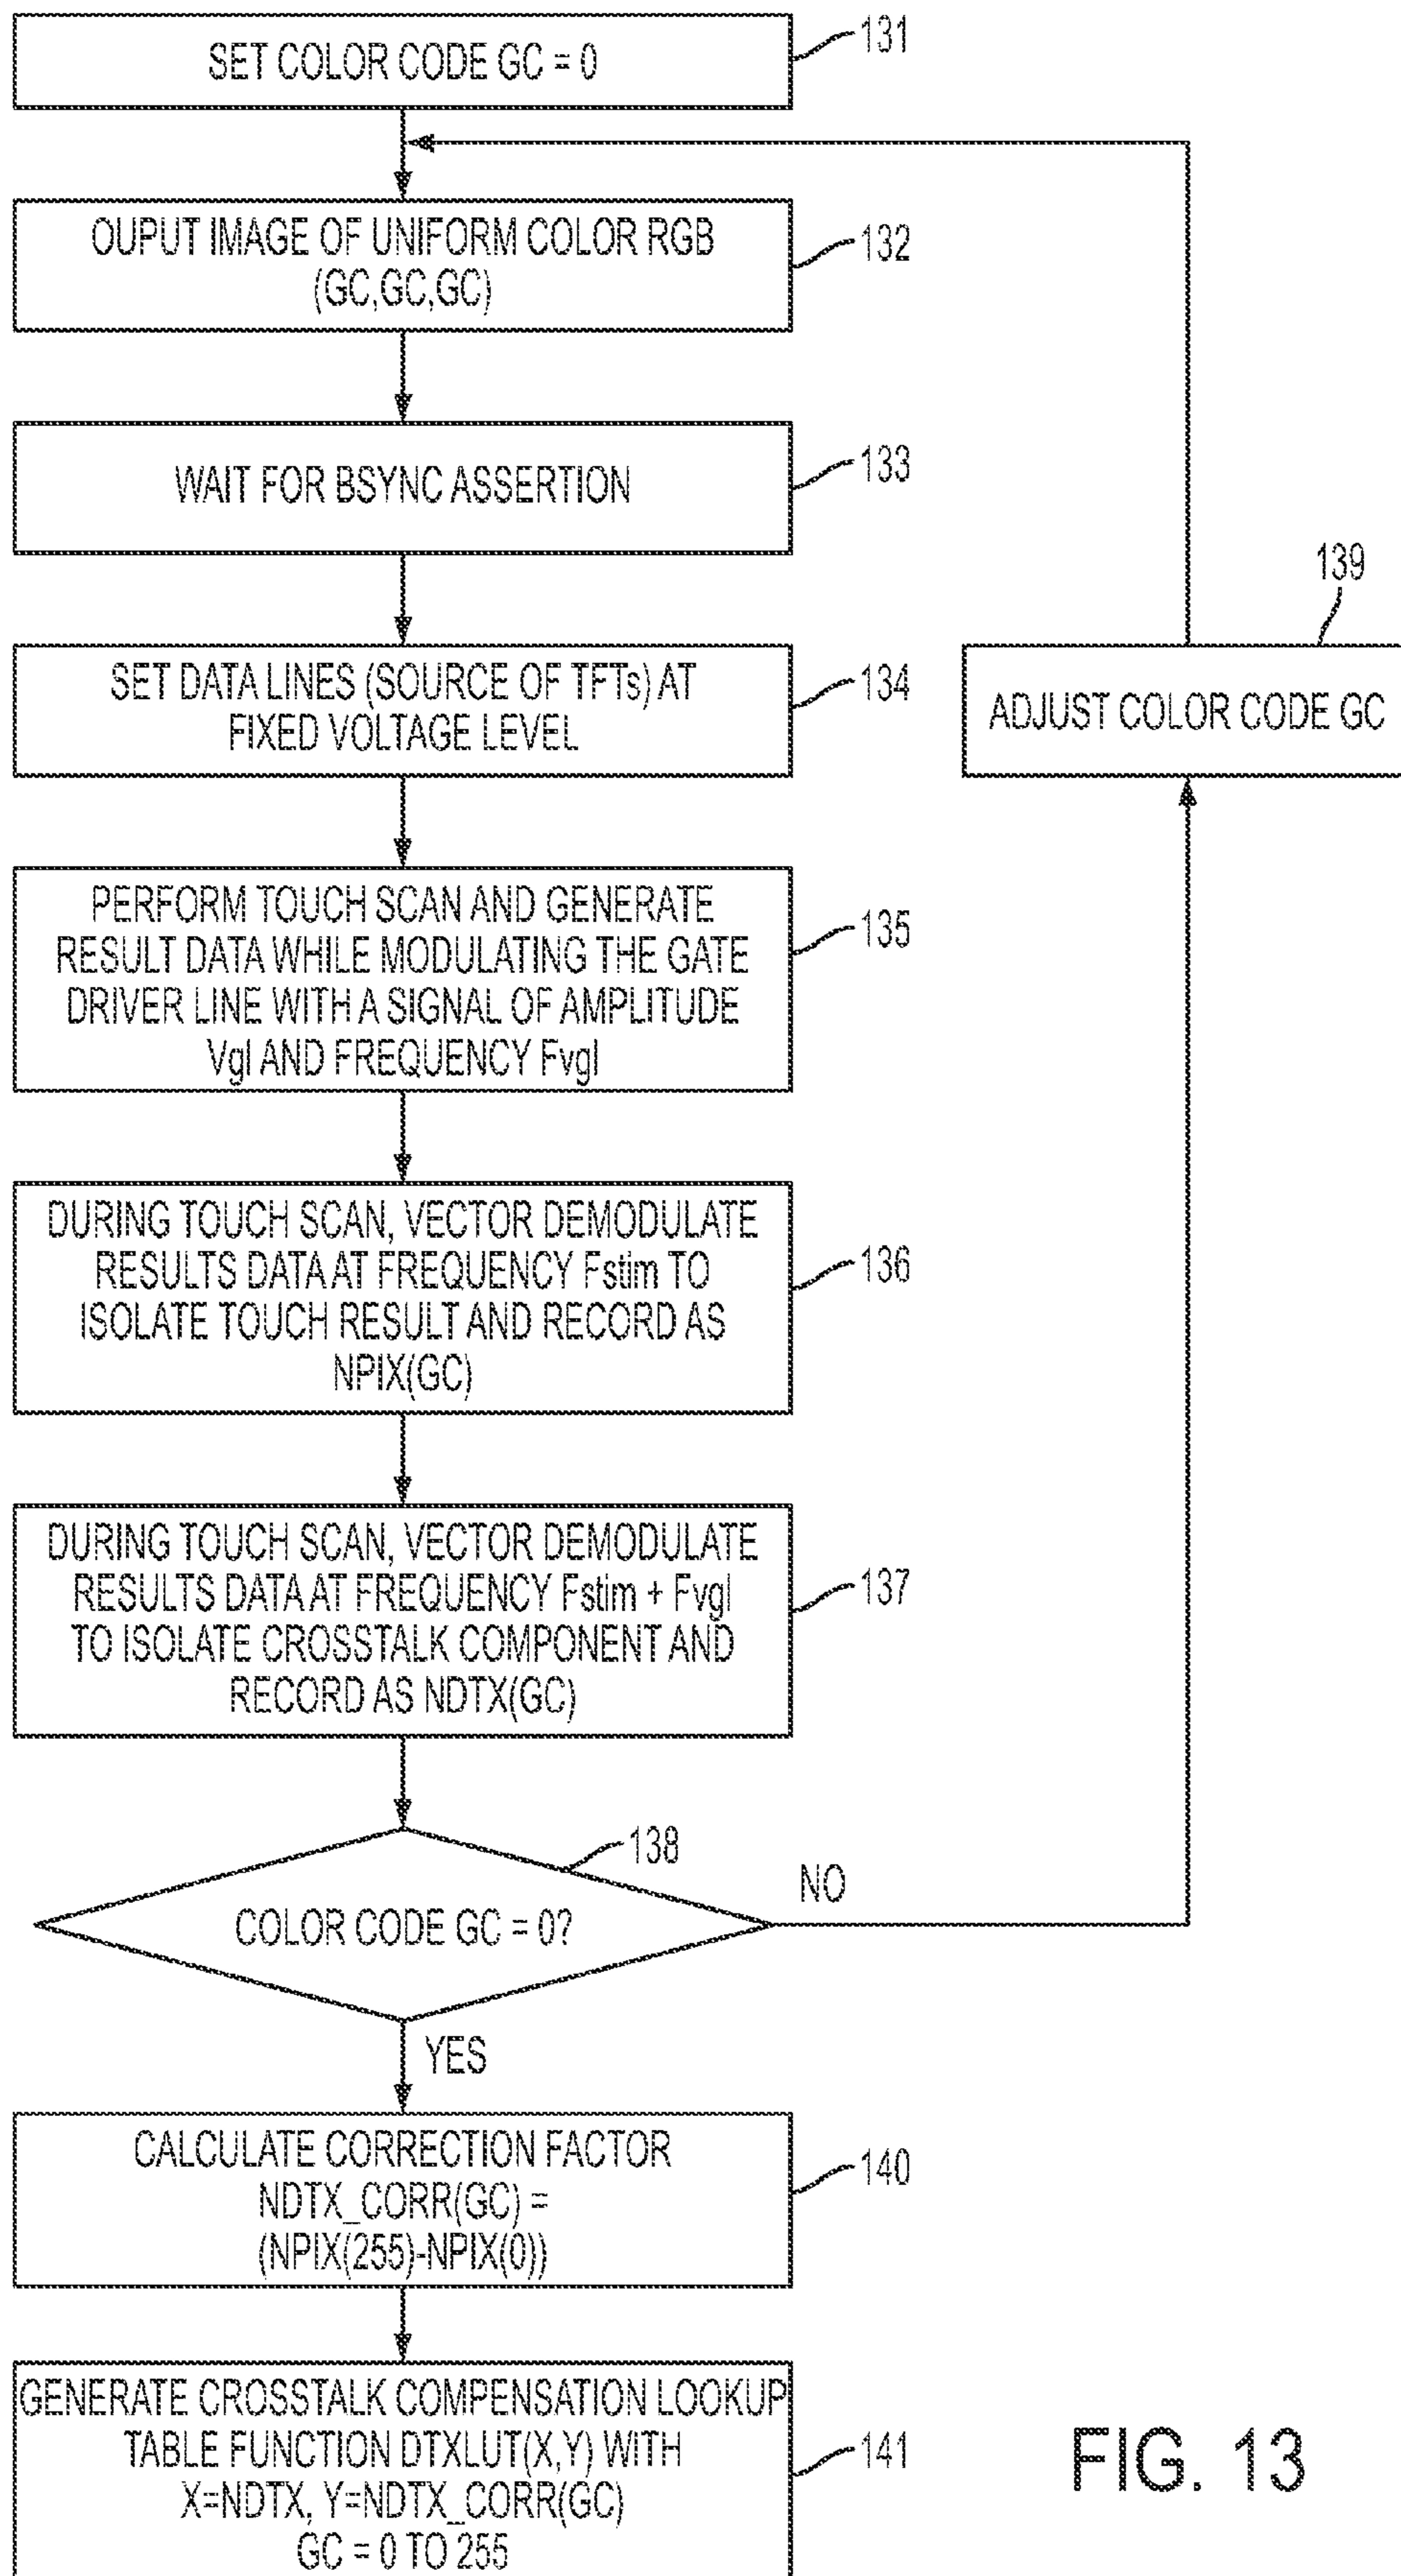 SET COLOR CODE GC = 0
131
OUPUT IMAGE OF UNIFORM COLOR RGB
(GC,GC,GC)
132
WAIT FOR BSYNC ASSERTION
133
SET DATA LINES (SOURCE OF TFTs) AT
FIXED VOLTAGE LEVEL
134
139
ADJUST COLOR CODE GC
PERFORM TOUCH SCAN AND GENERATE
RESULT DATA WHILE MODULATING THE GATE
DRIVER LINE WITH A SIGNAL OF AMPLITUDE
Vgl AND FREQUENCY Fvgl
135
DURING TOUCH SCAN, VECTOR DEMODULATE
RESULTS DATA AT FREQUENCY Fstim TO
ISOLATE TOUCH RESULT AND RECORD AS
NPIX(GC)
136
DURING TOUCH SCAN, VECTOR DEMODULATE
RESULTS DATA AT FREQUENCY Fstim + Fvgl
TO ISOLATE CROSSTALK COMPONENT AND
RECORD AS NDTX(GC)
137
138
COLOR CODE GC = 0?
NO
YES
CALCULATE CORRECTION FACTOR
NDTX_CORR(GC) =
(NPIX(255)-NPIX(0))
140
GENERATE CROSSTALK COMPENSATION LOOKUP
TABLE FUNCTION DTXLUT(X,Y) WITH
X=NDTX, Y=NDTX_CORR(GC)
GC = 0 TO 255
141
FIG. 13